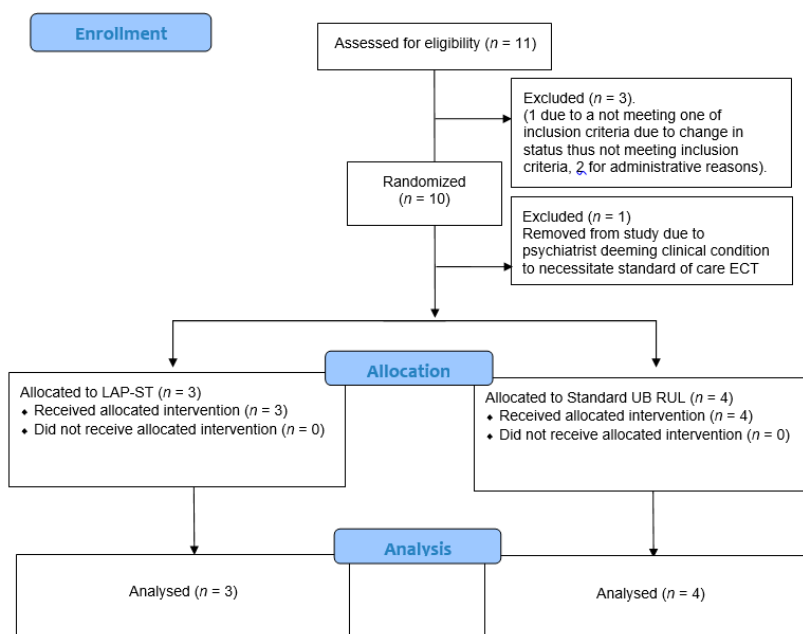 Enrollment
Assessed for eligibility (n = 11)
Excluded (n = 3).
(1 due to a not meeting one of
inclusion criteria due to change in
status thus not meeting inclusion
criteria, 2 for administrative reasons).
Randomized
(n = 10)
Excluded (n = 1)
Removed from study due to
psychiatrist deeming clinical condition
to necessitate standard of care ECT
Allocation
Allocated to LAP-ST (n = 3)
⬥ Received allocated intervention (n = 3)
⬥ Did not receive allocated intervention (n = 0)
Allocated to Standard UB RUL (n = 4)
⬥ Received allocated intervention (n = 4)
⬥ Did not receive allocated intervention (n = 0)
Analysis
Analysed (n = 3)
Analysed (n = 4)